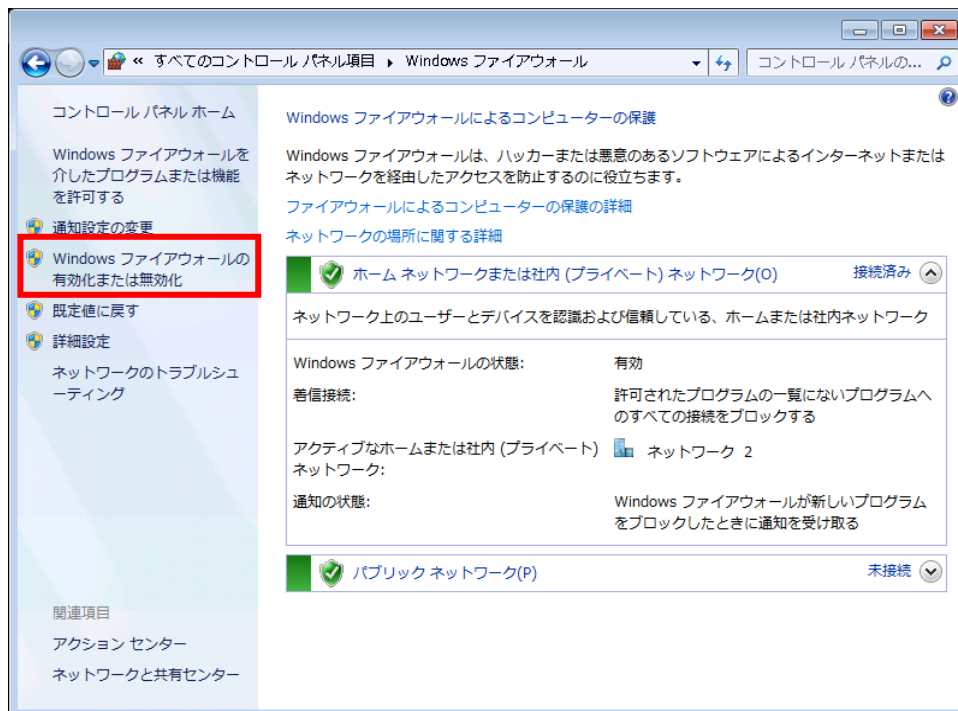 « すべてのコントロール パネル項目 ▸ Windows ファイアウォール
コントロール パネルの...
コントロール パネル ホーム
Windows ファイアウォールを
介したプログラムまたは機能
を許可する
通知設定の変更
Windows ファイアウォールの
有効化または無効化
既定値に戻す
詳細設定
ネットワークのトラブルシュ
ーティング
関連項目
アクション センター
ネットワークと共有センター
Windows ファイアウォールによるコンピューターの保護
Windows ファイアウォールは、ハッカーまたは悪意のあるソフトウェアによるインターネットまたは
ネットワークを経由したアクセスを防止するのに役立ちます。
ファイアウォールによるコンピューターの保護の詳細
ネットワークの場所に関する詳細
ホーム ネットワークまたは社内 (プライベート) ネットワーク(O) 接続済み
ネットワーク上のユーザーとデバイスを認識および信頼している、ホームまたは社内ネットワーク
Windows ファイアウォールの状態: 有効
着信接続: 許可されたプログラムの一覧にないプログラムへ
のすべての接続をブロックする
アクティブなホームまたは社内 (プライベート) ネットワーク 2
ネットワーク:
通知の状態: Windows ファイアウォールが新しいプログラム
をブロックしたときに通知を受け取る
パブリック ネットワーク(P) 未接続